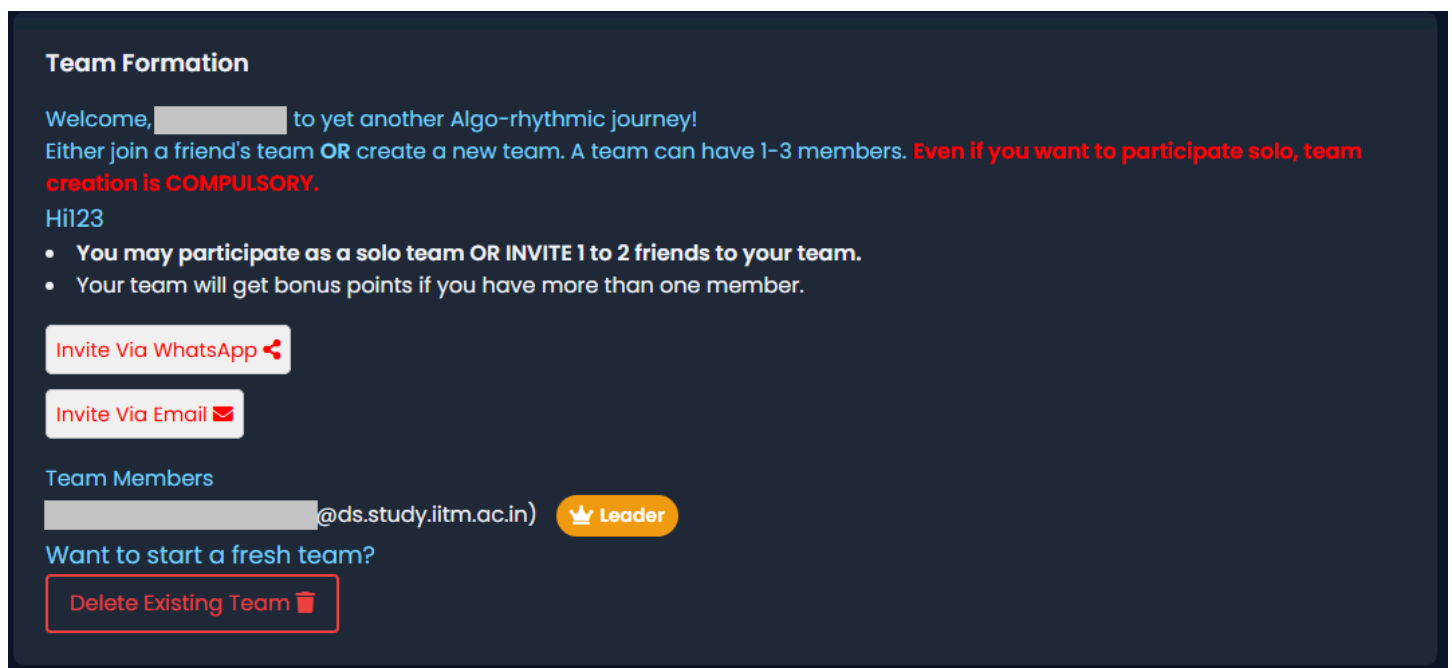 Team Formation
Welcome, to yet another Algo-rhythmic journey!
Either join a friend's team OR create a new team. A team can have 1-3 members. Even if you want to participate solo, team
creation is COMPULSORY.
Hi123
• You may participate as a solo team OR INVITE 1 to 2 friends to your team.
• Your team will get bonus points if you have more than one member.
Invite Via WhatsApp
Invite Via Email
Team Members
@ds.study.iitm.ac.in) Leader
Want to start a fresh team?
Delete Existing Team